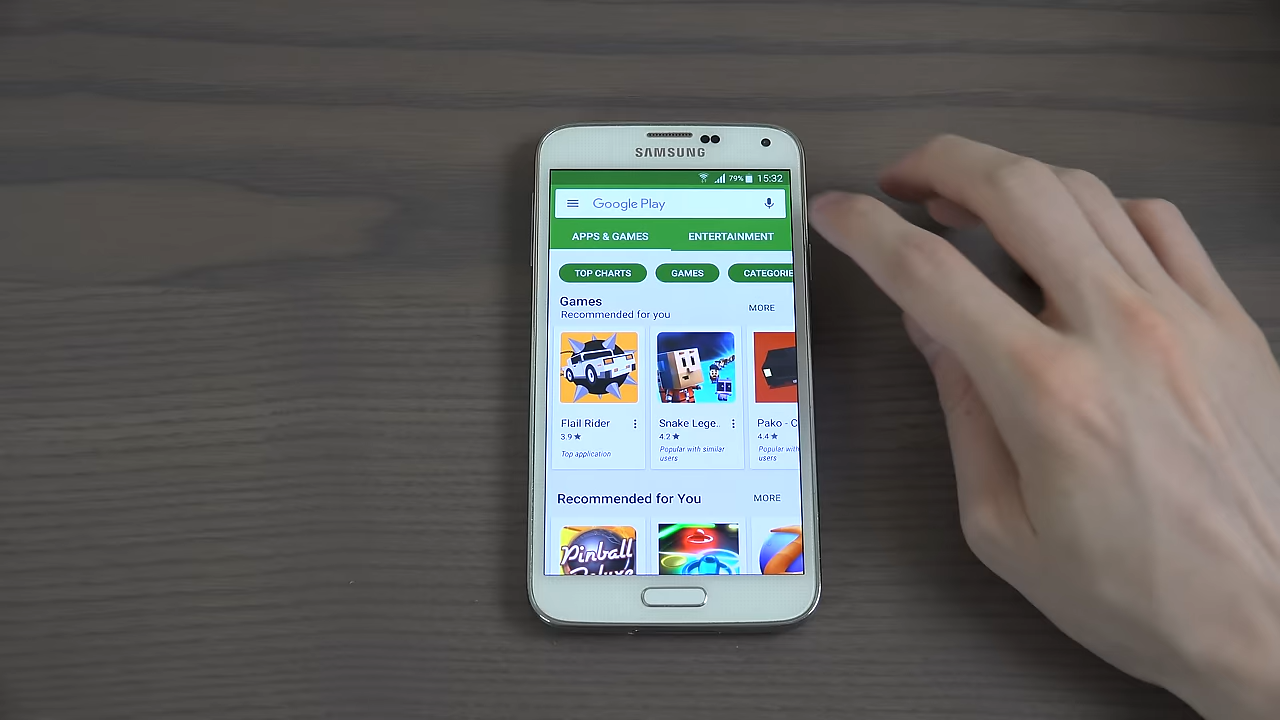 SAMSUNG
79% 15:32
Google Play
APPS & GAMES ENTERTAINMENT
TOP CHARTS GAMES CATEGORIE
Games
Recommended for you
MORE
Flail Rider Snake Lege.. Pako - C
3.9★ 4.2★ 4.4★
Top application Popular with similar users Popular with users
Recommended for You MORE
Pinball
Deluxe